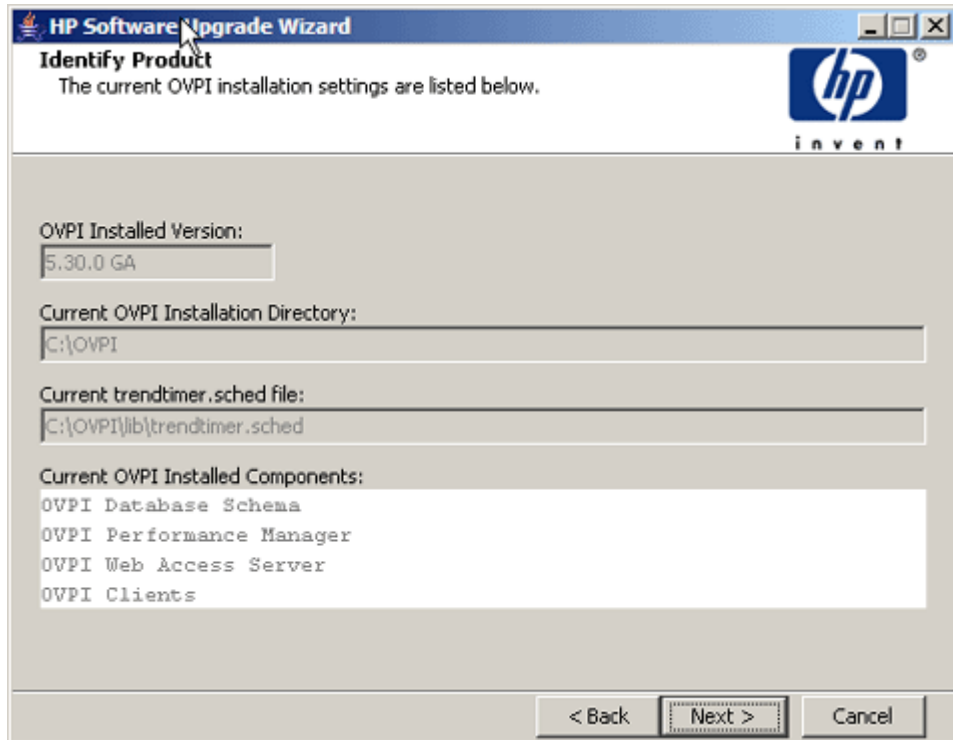 HP Software Upgrade Wizard
Identify Product
The current OVPI installation settings are listed below.
hp
®
invent
OVPI Installed Version:
5.30.0 GA
Current OVPI Installation Directory:
C:\OVPI
Current trendtimer.sched file:
C:\OVPI\lib\trendtimer.sched
Current OVPI Installed Components:
OVPI Database Schema
OVPI Performance Manager
OVPI Web Access Server
OVPI Clients
< Back
Next >
Cancel